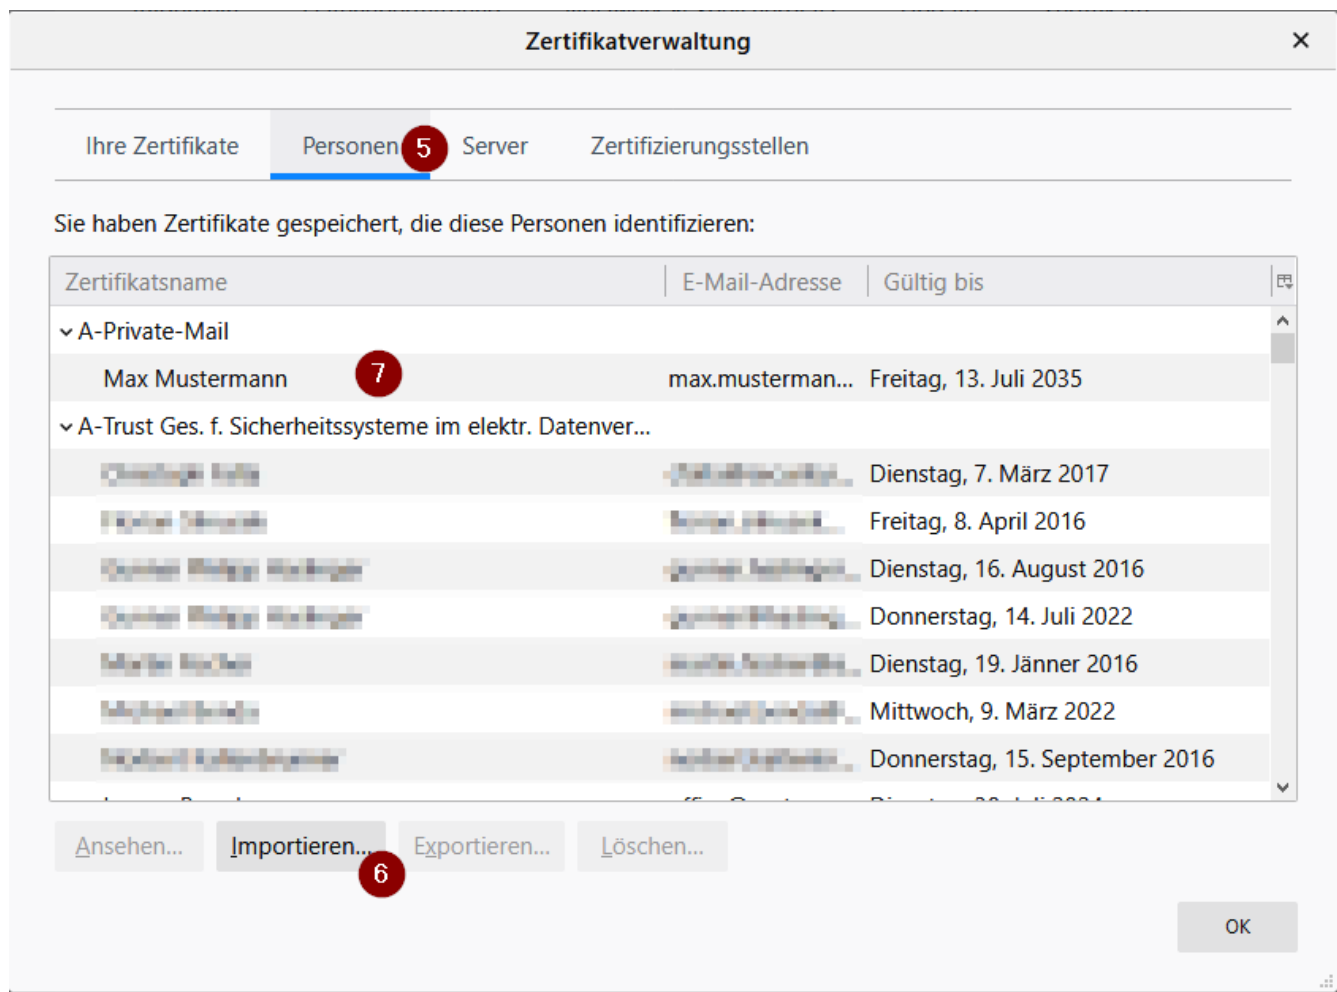 Zertifikatverwaltung
Ihre Zertifikate Personen 5 Server Zertifizierungsstellen
Sie haben Zertifikate gespeichert, die diese Personen identifizieren:
Zertifikatsname E-Mail-Adresse Gültig bis
A-Private-Mail
Max Mustermann 7 max.musterman... Freitag, 13. Juli 2035
A-Trust Ges. f. Sicherheitssysteme im elektr. Datenver...
Dienstag, 7. März 2017
Freitag, 8. April 2016
Dienstag, 16. August 2016
Donnerstag, 14. Juli 2022
Dienstag, 19. Jänner 2016
Mittwoch, 9. März 2022
Donnerstag, 15. September 2016
Ansehen... Importieren... Exportieren... Löschen...
6
OK